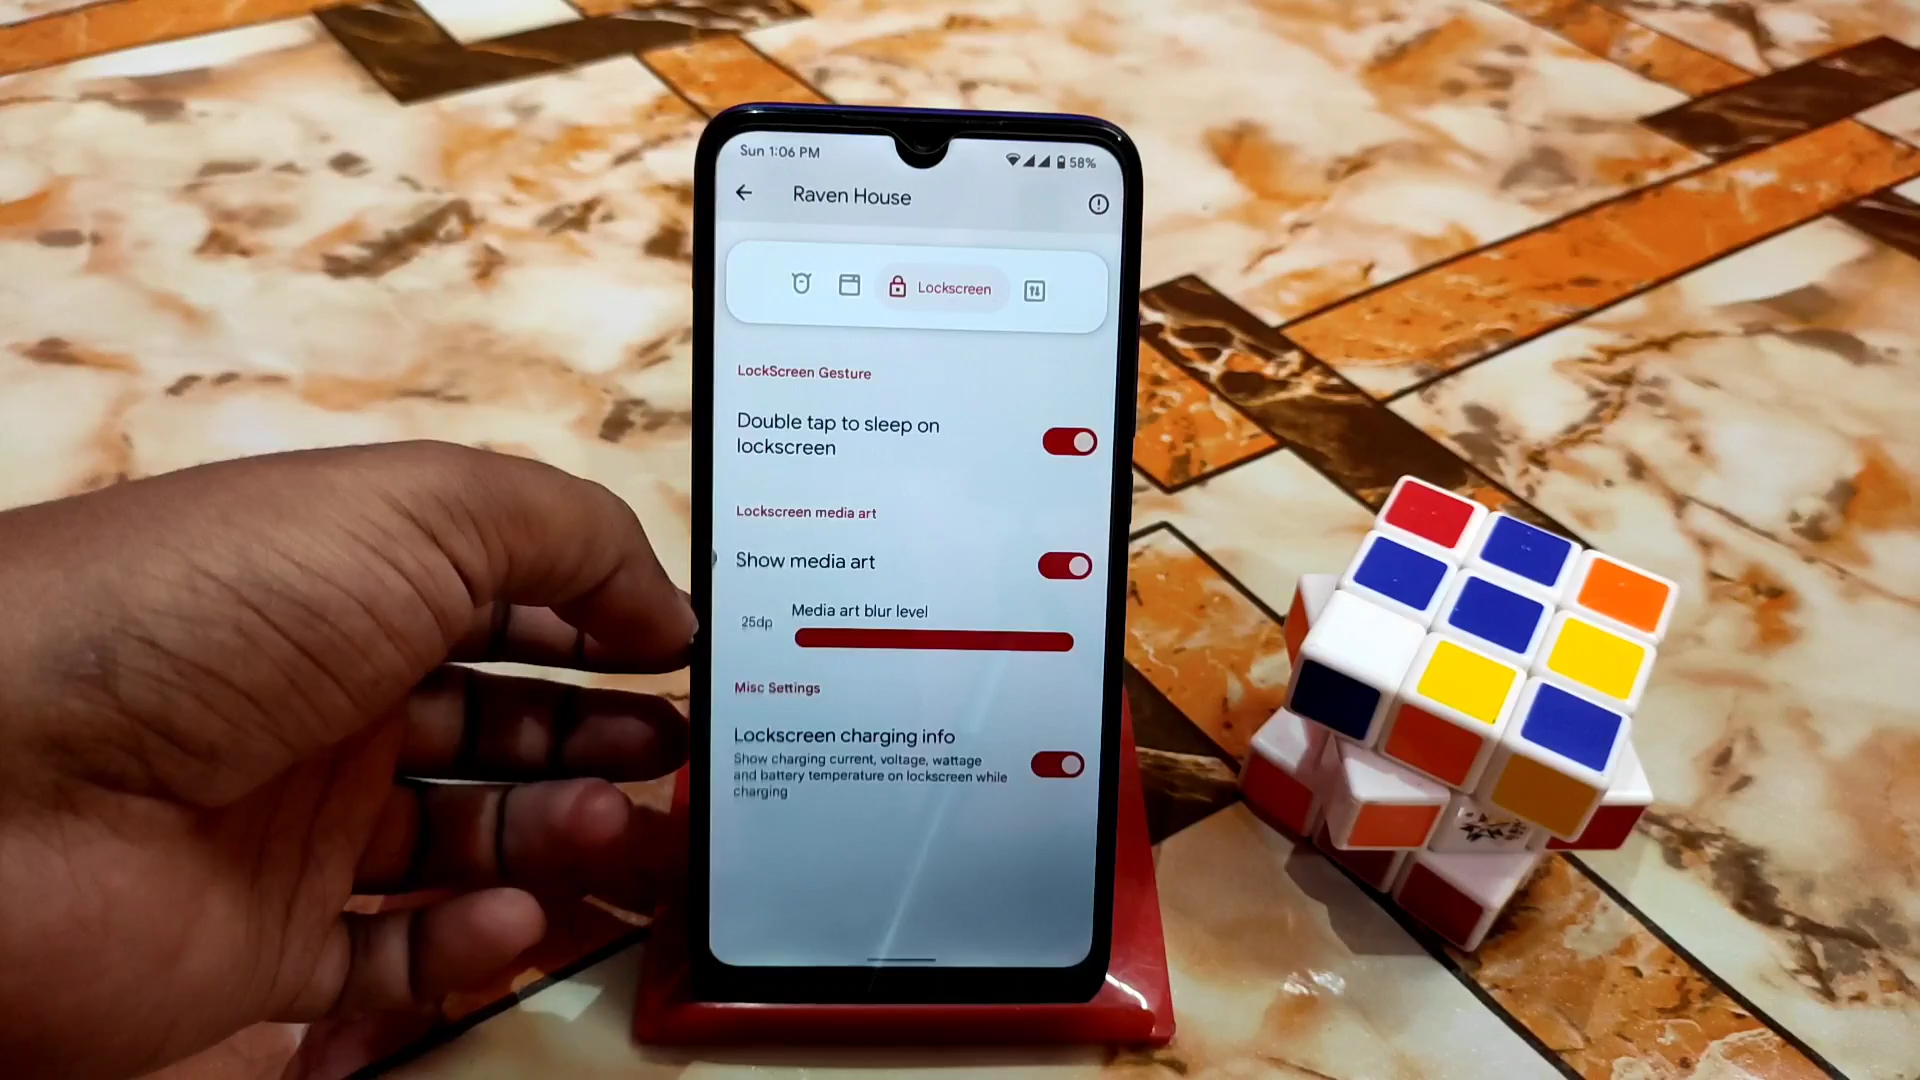 Sun 1:06 PM
58%
Raven House
Lockscreen
LockScreen Gesture
Double tap to sleep on
lockscreen
Lockscreen media art
Show media art
Media art blur level
25dp
Misc Settings
Lockscreen charging info
Show charging current, voltage, wattage
and battery temperature on lockscreen while
charging